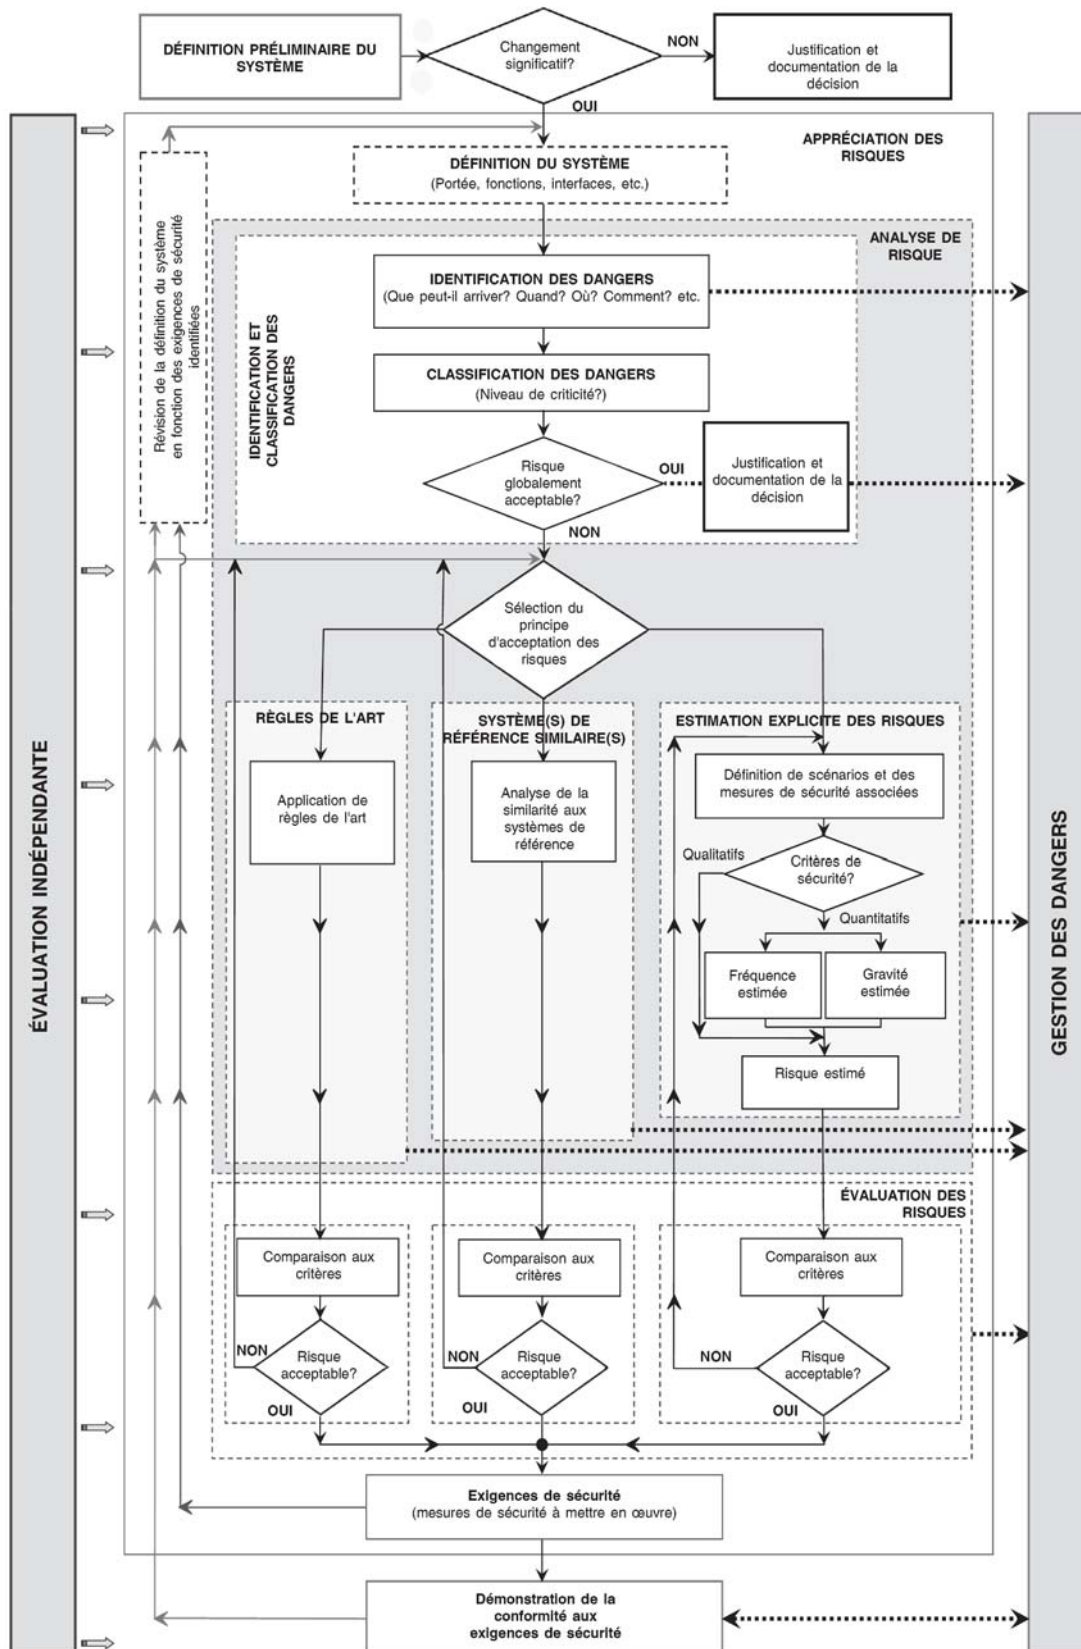 DÉFINITION PRÉLIMINAIRE DU
SYSTÈME
Changement
significatif?
NON
Justification et
documentation de la
décision
OUI
APPRÉCIATION DES
RISQUES
DÉFINITION DU SYSTÈME
(Portée, fonctions, interfaces, etc.)
Révision de la définition du système
en fonction des exigences de sécurité
identifiées
ANALYSE DE
RISQUE
IDENTIFICATION ET
CLASSIFICATION DES
DANGERS
IDENTIFICATION DES DANGERS
(Que peut-il arriver? Quand? Où? Comment? etc.
CLASSIFICATION DES DANGERS
(Niveau de criticité?)
Risque
globalement
acceptable?
OUI
Justification et
documentation de la
décision
NON
Sélection du
principe
d'acceptation des
risques
RÈGLES DE L'ART
SYSTÈME(S) DE
RÉFÉRENCE SIMILAIRE(S)
ESTIMATION EXPLICITE DES RISQUES
Application de
règles de l'art
Analyse de la
similarité aux
systèmes de
référence
Définition de scénarios et des
mesures de sécurité associées
Qualitatifs
Critères de
sécurité?
Quantitatifs
Fréquence
estimée
Gravité
estimée
Risque estimé
ÉVALUATION INDÉPENDANTE
GESTION DES DANGERS
ÉVALUATION DES
RISQUES
Comparaison aux
critères
Comparaison aux
critères
Comparaison aux
critères
NON
Risque
acceptable?
OUI
NON
Risque
acceptable?
OUI
NON
Risque
acceptable?
OUI
Exigences de sécurité
(mesures de sécurité à mettre en œuvre)
Démonstration de la
conformité aux
exigences de sécurité